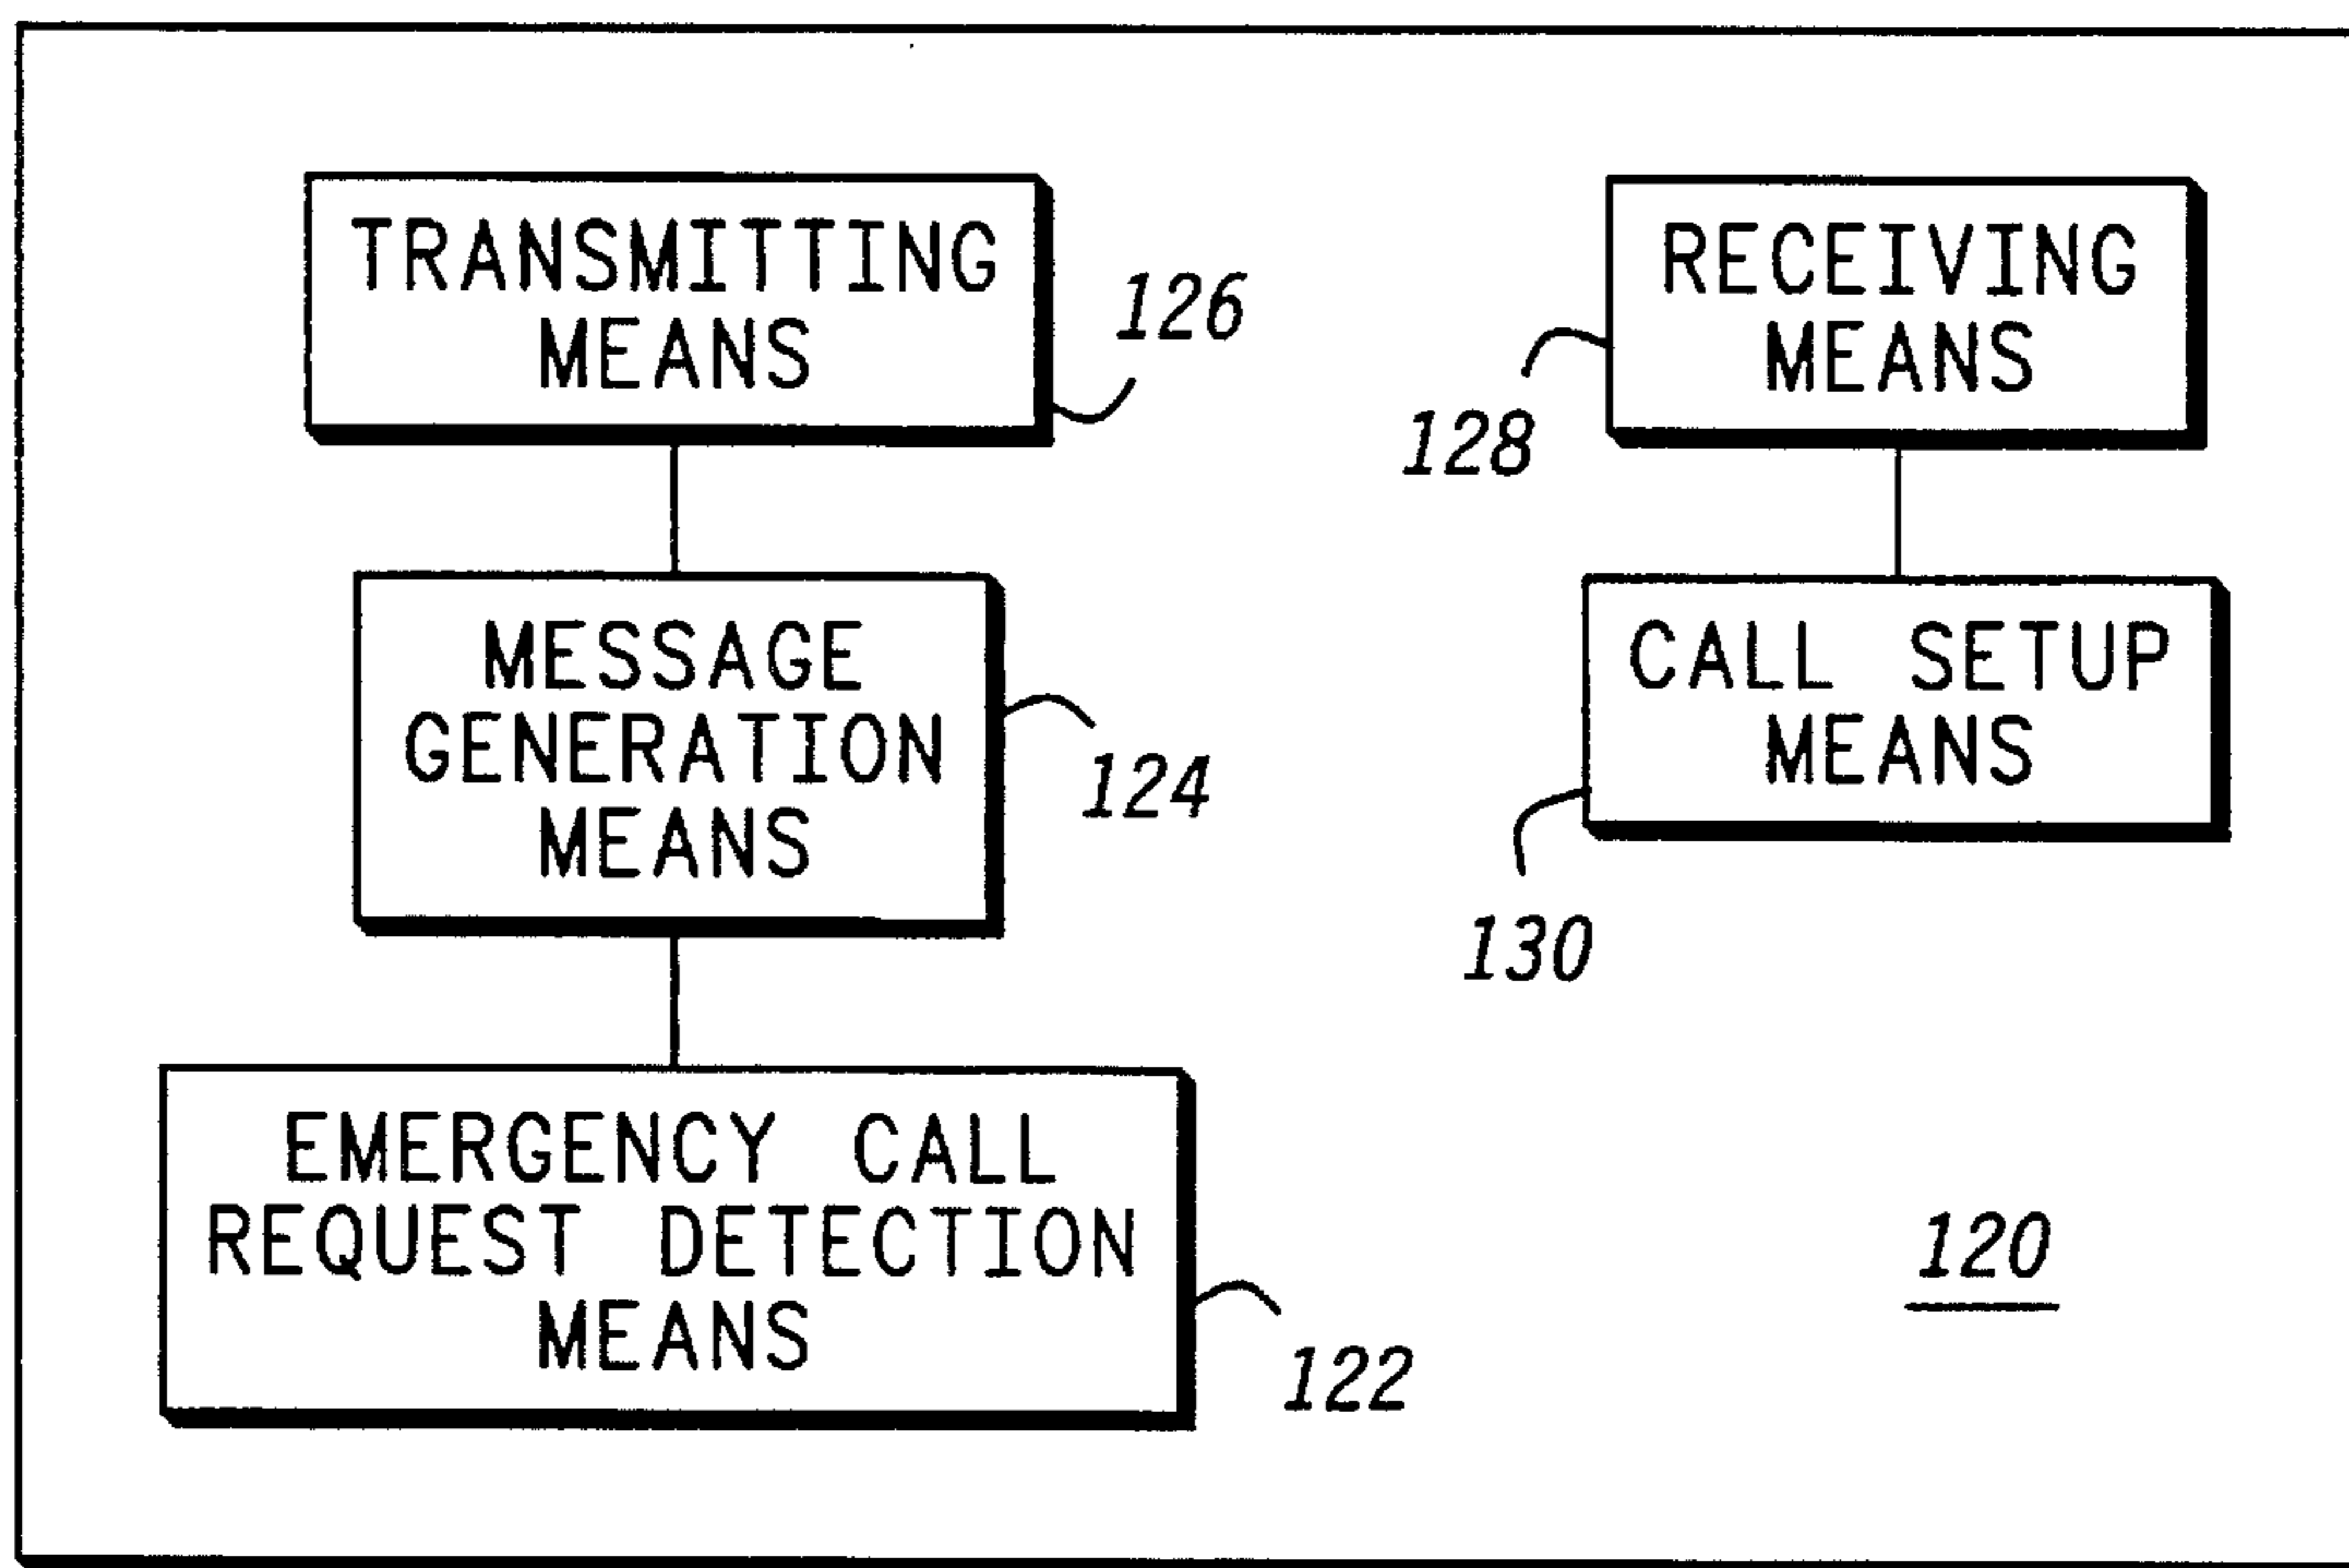 TRANSMITTING
MEANS
126
RECEIVING
MEANS
128
MESSAGE
GENERATION
MEANS
124
CALL SETUP
MEANS
130
EMERGENCY CALL
REQUEST DETECTION
MEANS
122
120